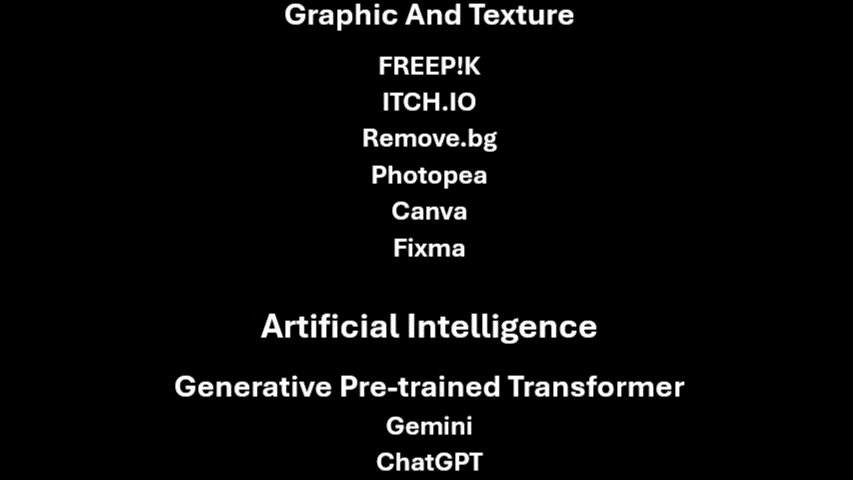 Graphic And Texture
FREEP!K
ITCH.IO
Remove.bg
Photopea
Canva
Fixma
Artificial Intelligence
Generative Pre-trained Transformer
Gemini
ChatGPT